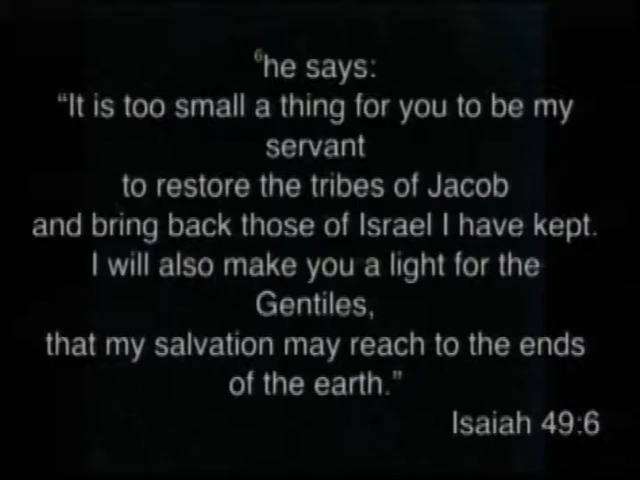 ⁶he says:
“It is too small a thing for you to be my
servant
to restore the tribes of Jacob
and bring back those of Israel I have kept.
I will also make you a light for the
Gentiles,
that my salvation may reach to the ends
of the earth.”
Isaiah 49:6